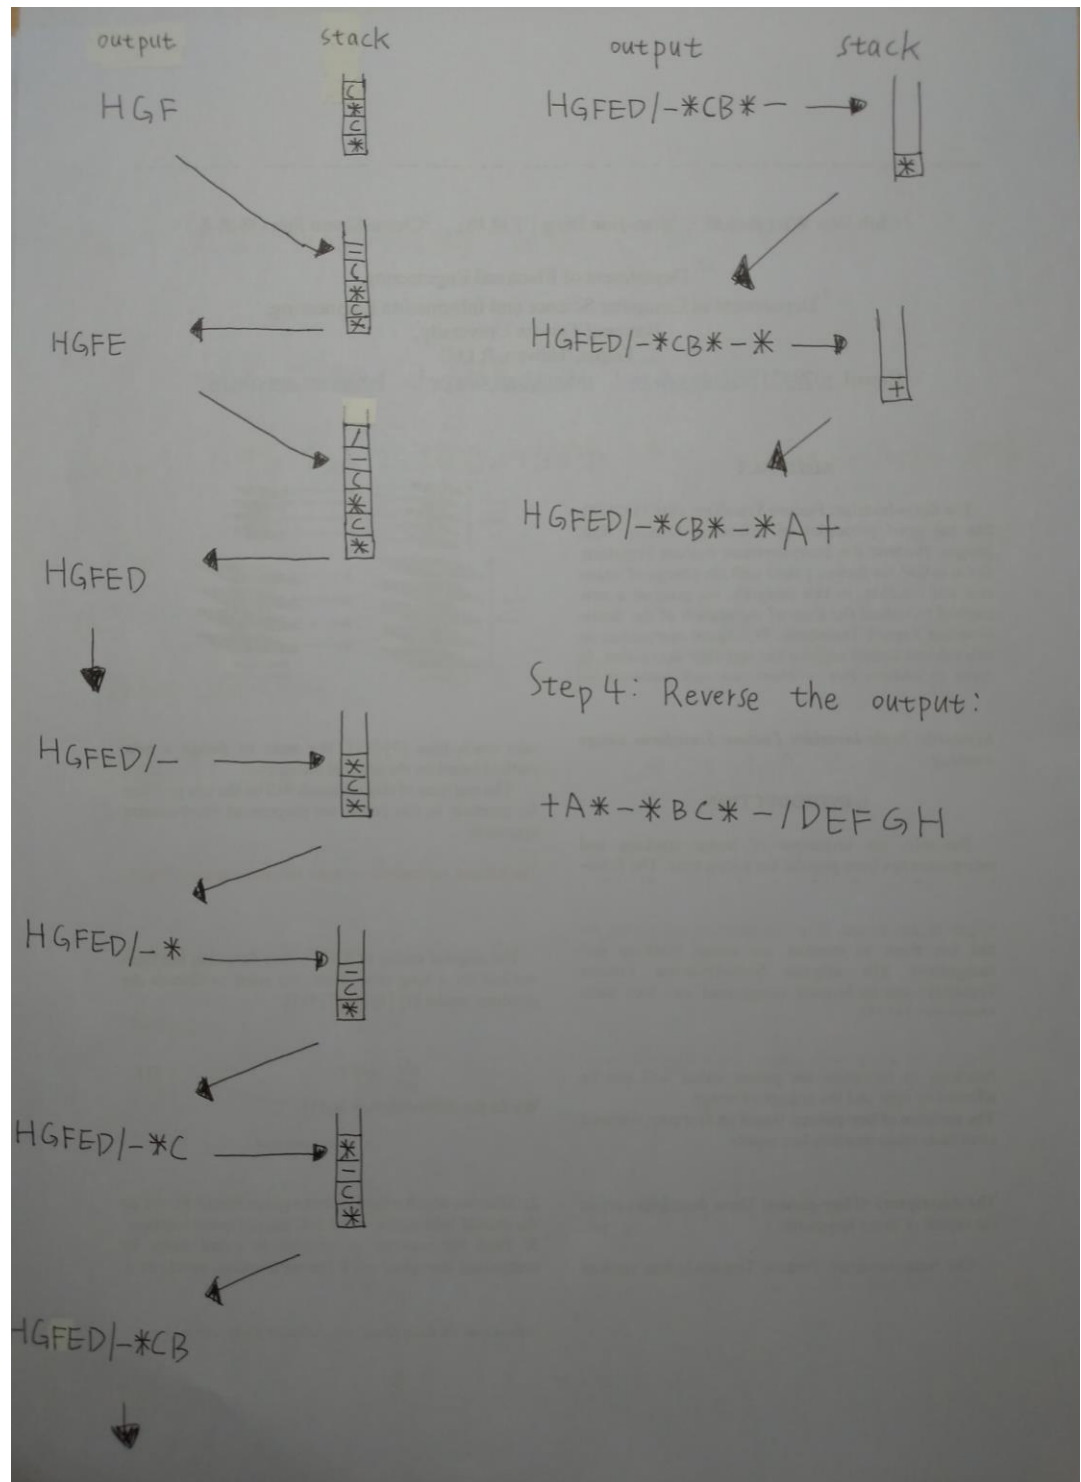 output stack
HGF
C
*
C
*
-
C
*
C
*
HGFE
/
-
C
*
C
*
HGFED
HGFED/-
*
C
*
HGFED/-*
-
C
*
HGFED/-*C
*
-
C
*
HGFED/-*CB
output stack
HGFED/-*CB*-
*
HGFED/-*CB*-*
+
HGFED/-*CB*-*A+
Step 4: Reverse the output:
+A*-*BC*-/DEFGH